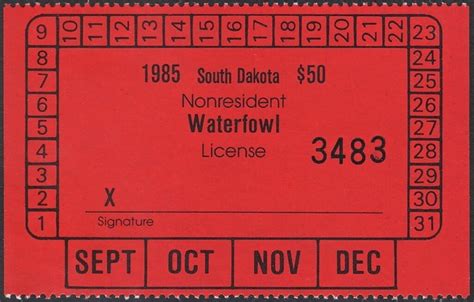 9 10 11 12 13 14 15 16 17 18 19 20 21 22 23
8 24
7 1985 South Dakota $50 25
6 Nonresident 26
5 Waterfowl 27
4 License 3483 28
3 29
2 X 30
1 Signature 31
SEPT OCT NOV DEC